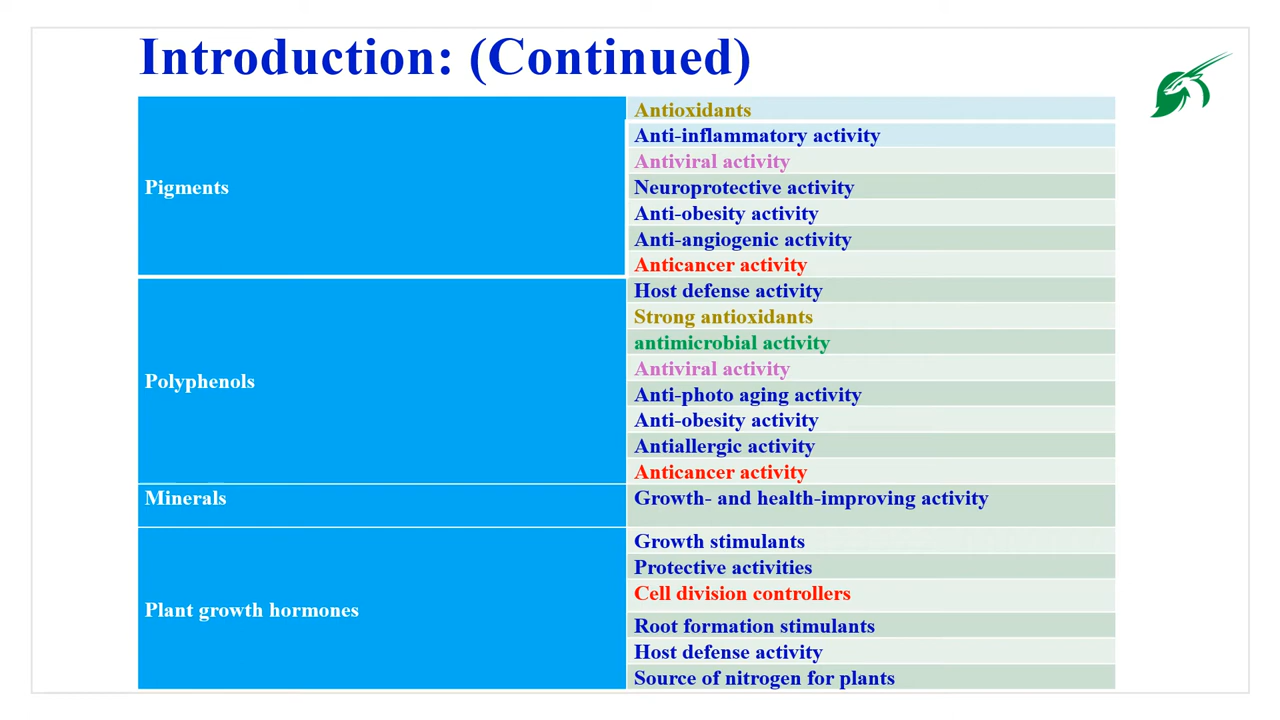 Introduction: (Continued)
Pigments
Antioxidants
Anti-inflammatory activity
Antiviral activity
Neuroprotective activity
Anti-obesity activity
Anti-angiogenic activity
Anticancer activity
Polyphenols
Host defense activity
Strong antioxidants
antimicrobial activity
Antiviral activity
Anti-photo aging activity
Anti-obesity activity
Antiallergic activity
Anticancer activity
Minerals
Growth- and health-improving activity
Plant growth hormones
Growth stimulants
Protective activities
Cell division controllers
Root formation stimulants
Host defense activity
Source of nitrogen for plants